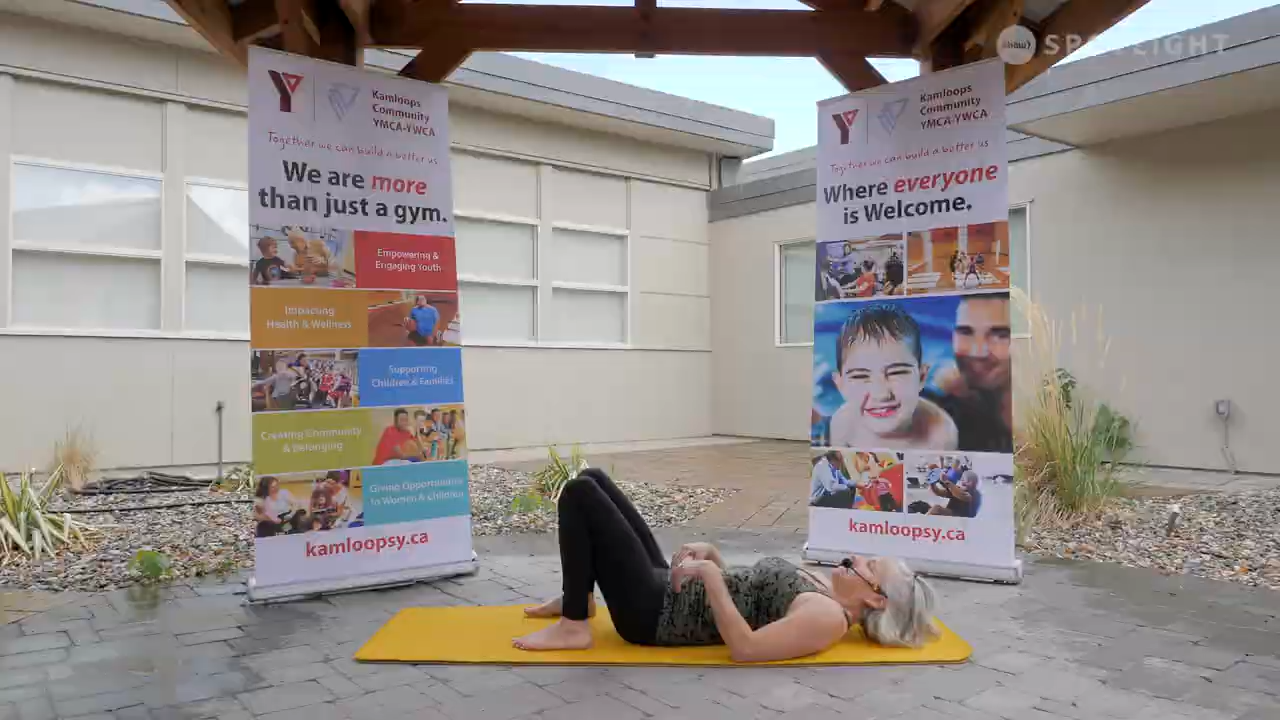 Kamloops
Community
YMCA-YWCA
Together we can build a better us
We are more
than just a gym.
Empowering &
Engaging Youth
Impacting
Health & Wellness
Supporting
Children & Families
Creating Community
& Belonging
Giving Opportunities
to Women & Children
kamloopsy.ca
Shaw)
SPOTLIGHT
Kamloops
Community
YMCA-YWCA
Together we can build a better us
Where everyone
is Welcome.
kamloopsy.ca